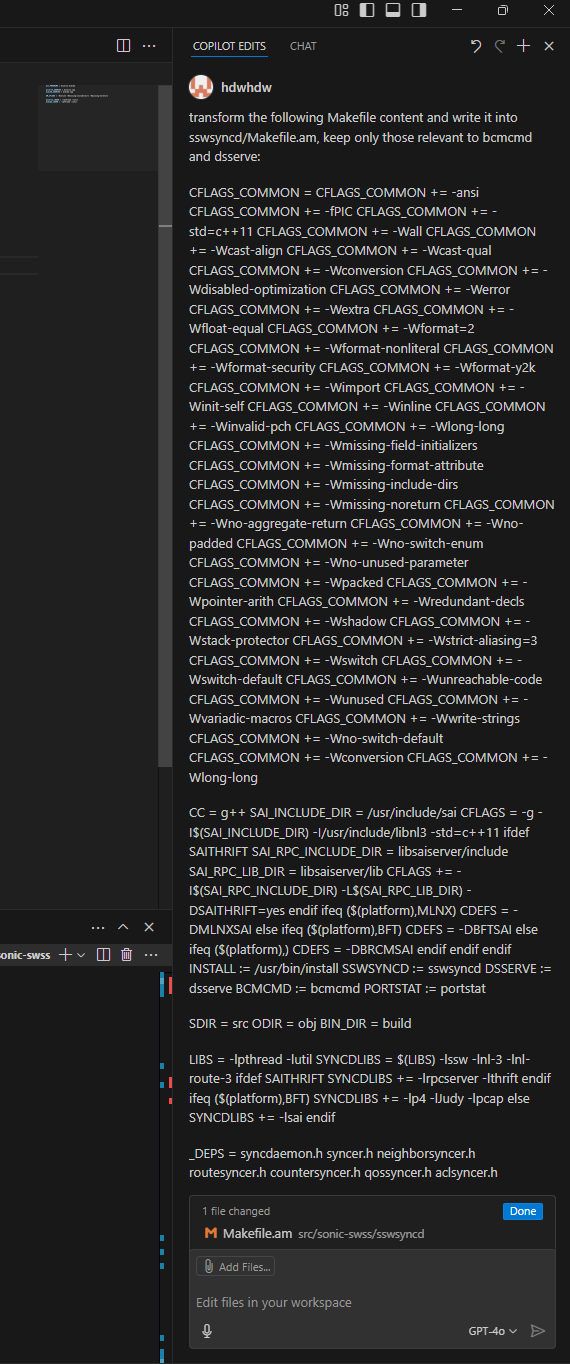 COPILOT EDITS CHAT
hdwhdw
transform the following Makefile content and write it into
sswsyncd/Makefile.am, keep only those relevant to bcmcmd
and dsserve:
CFLAGS_COMMON = CFLAGS_COMMON += -ansi
CFLAGS_COMMON += -fPIC CFLAGS_COMMON += -
std=c++11 CFLAGS_COMMON += -Wall CFLAGS_COMMON
+= -Wcast-align CFLAGS_COMMON += -Wcast-qual
CFLAGS_COMMON += -Wconversion CFLAGS_COMMON += -
Wdisabled-optimization CFLAGS_COMMON += -Werror
CFLAGS_COMMON += -Wextra CFLAGS_COMMON += -
Wfloat-equal CFLAGS_COMMON += -Wformat=2
CFLAGS_COMMON += -Wformat-nonliteral CFLAGS_COMMON
+= -Wformat-security CFLAGS_COMMON += -Wformat-y2k
CFLAGS_COMMON += -Wimport CFLAGS_COMMON += -
Winit-self CFLAGS_COMMON += -Winline CFLAGS_COMMON
+= -Winvalid-pch CFLAGS_COMMON += -Wlong-long
CFLAGS_COMMON += -Wmissing-field-initializers
CFLAGS_COMMON += -Wmissing-format-attribute
CFLAGS_COMMON += -Wmissing-include-dirs
CFLAGS_COMMON += -Wmissing-noreturn CFLAGS_COMMON
+= -Wno-aggregate-return CFLAGS_COMMON += -Wno-
padded CFLAGS_COMMON += -Wno-switch-enum
CFLAGS_COMMON += -Wno-unused-parameter
CFLAGS_COMMON += -Wpacked CFLAGS_COMMON += -
Wpointer-arith CFLAGS_COMMON += -Wredundant-decls
CFLAGS_COMMON += -Wshadow CFLAGS_COMMON += -
Wstack-protector CFLAGS_COMMON += -Wstrict-aliasing=3
CFLAGS_COMMON += -Wswitch CFLAGS_COMMON += -
Wswitch-default CFLAGS_COMMON += -Wunreachable-code
CFLAGS_COMMON += -Wunused CFLAGS_COMMON += -
Wvariadic-macros CFLAGS_COMMON += -Wwrite-strings
CFLAGS_COMMON += -Wno-switch-default
CFLAGS_COMMON += -Wconversion CFLAGS_COMMON += -
Wlong-long
CC = g++ SAI_INCLUDE_DIR = /usr/include/sai CFLAGS = -g -
I$(SAI_INCLUDE_DIR) -I/usr/include/libnl3 -std=c++11 ifdef
SAITHRIFT SAI_RPC_INCLUDE_DIR = libsaiserver/include
SAI_RPC_LIB_DIR = libsaiserver/lib CFLAGS += -
I$(SAI_RPC_INCLUDE_DIR) -L$(SAI_RPC_LIB_DIR) -
DSAITHRIFT=yes endif ifeq ($(platform),MLNX) CDEFS = -
DMLNXSAI else ifeq ($(platform),BFT) CDEFS = -DBFTSAI else
ifeq ($(platform),) CDEFS = -DBRCMSAI endif endif endif
INSTALL := /usr/bin/install SSWSYNCD := sswsyncd DSSERVE :=
dsserve BCMCMD := bcmcmd PORTSTAT := portstat
SDIR = src ODIR = obj BIN_DIR = build
LIBS = -lpthread -lutil SYNCDLIBS = $(LIBS) -lssw -lnl-3 -lnl-
route-3 ifdef SAITHRIFT SYNCDLIBS += -lrpcserver -lthrift endif
ifeq ($(platform),BFT) SYNCDLIBS += -lp4 -lJudy -lpcap else
SYNCDLIBS += -lsai endif
_DEPS = syncdaemon.h syncer.h neighborsyncer.h
routesyncer.h countersyncer.h qossyncer.h aclsyncer.h
sonic-swss
1 file changed Done
Makefile.am src/sonic-swss/sswsyncd
Add Files...
Edit files in your workspace
GPT-4o